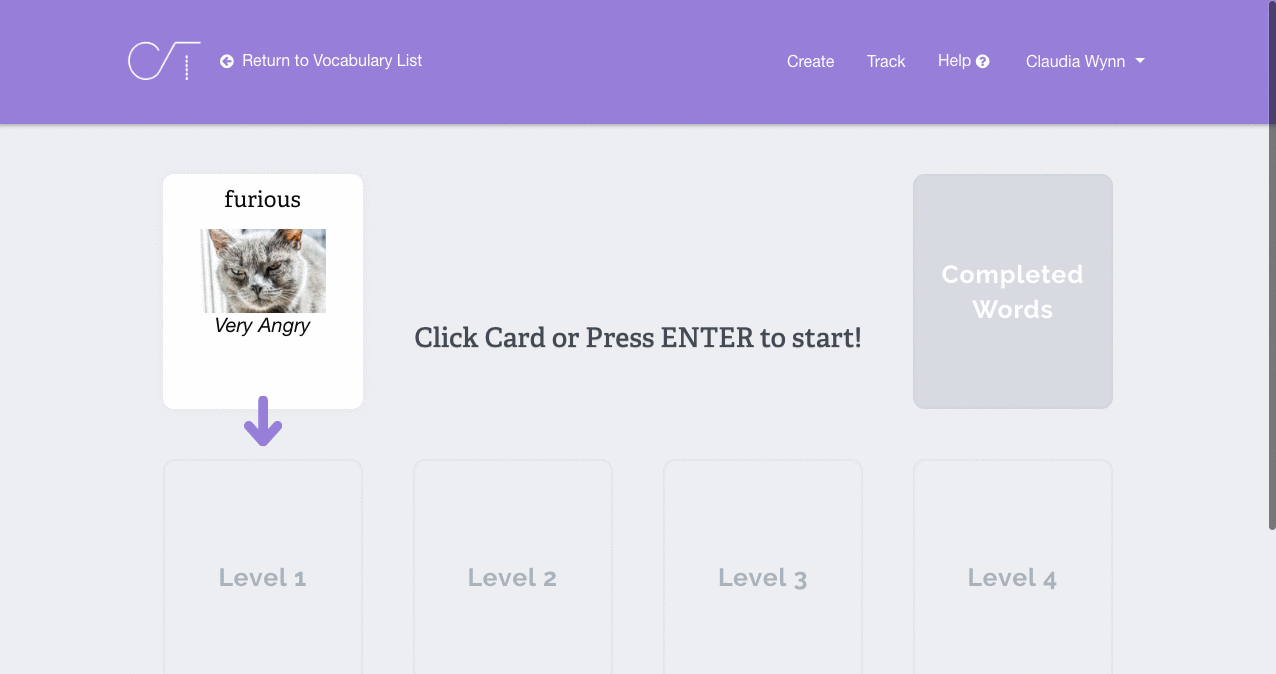 Return to Vocabulary List
Create
Track
Help
Claudia Wynn
furious
Very Angry
Click Card or Press ENTER to start!
Completed
Words
Level 1
Level 2
Level 3
Level 4